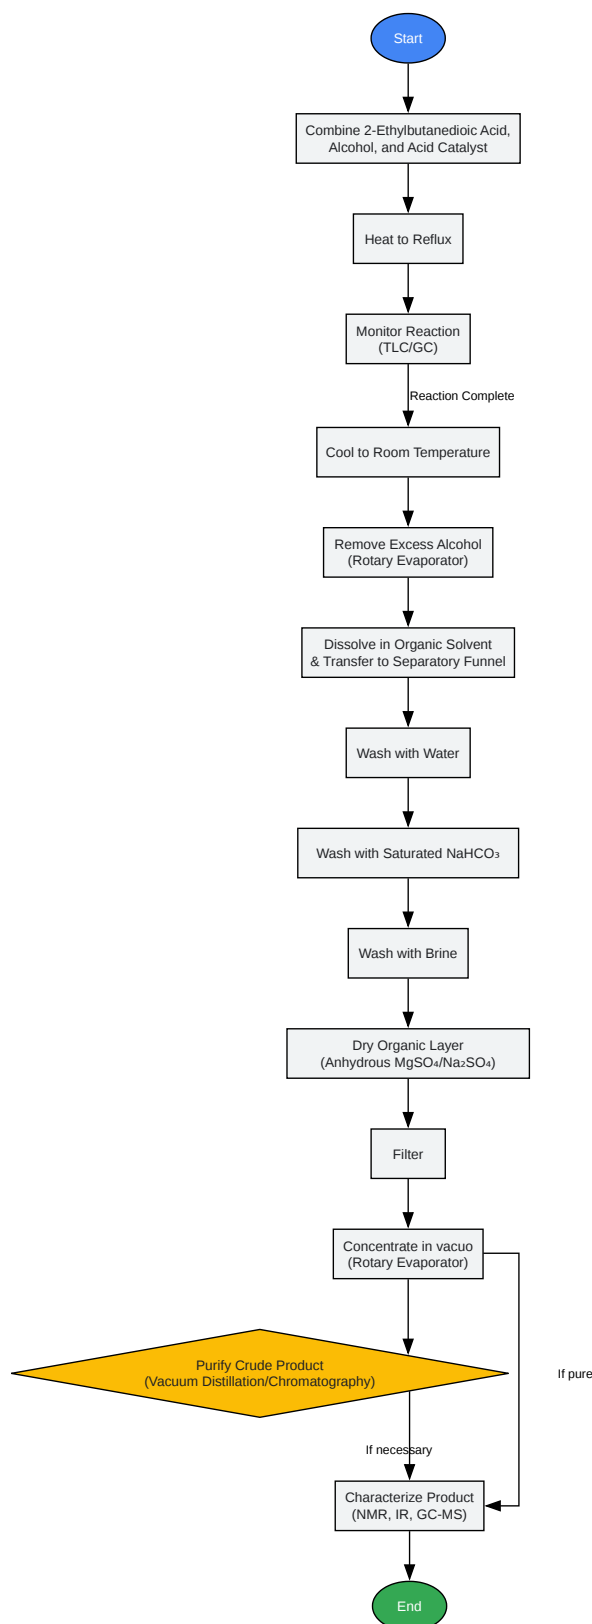 Start
Combine 2-Ethylbutanedioic Acid,
Alcohol, and Acid Catalyst
Heat to Reflux
Monitor Reaction
(TLC/GC)
Reaction Complete
Cool to Room Temperature
Remove Excess Alcohol
(Rotary Evaporator)
Dissolve in Organic Solvent
& Transfer to Separatory Funnel
Wash with Water
Wash with Saturated NaHCO₃
Wash with Brine
Dry Organic Layer
(Anhydrous MgSO₄/Na₂SO₄)
Filter
Concentrate in vacuo
(Rotary Evaporator)
Purify Crude Product
(Vacuum Distillation/Chromatography)
If pure
If necessary
Characterize Product
(NMR, IR, GC-MS)
End